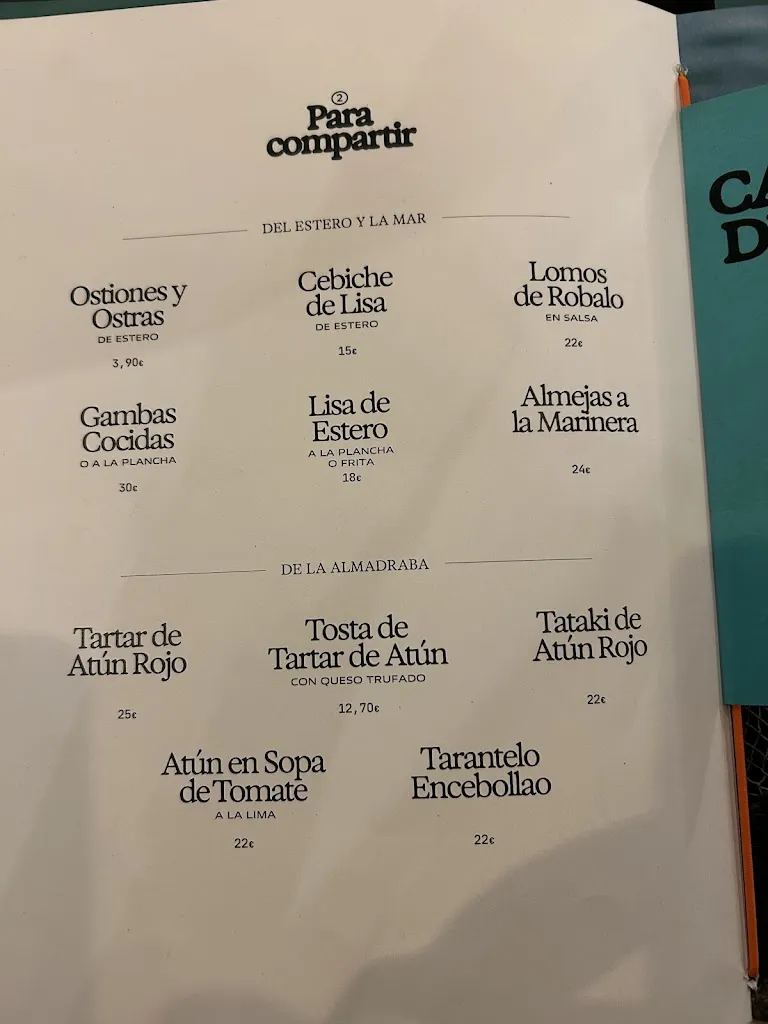 2
Para
compartir
DEL ESTERO Y LA MAR
Ostiones y
Ostras
DE ESTERO
3,90€
Cebiche
de Lisa
DE ESTERO
15€
Lomos
de Robalo
EN SALSA
22€
Gambas
Cocidas
O A LA PLANCHA
30€
Lisa de
Estero
A LA PLANCHA
O FRITA
18€
Almejas a
la Marinera
24€
DE LA ALMADRABA
Tartar de
Atún Rojo
25€
Tosta de
Tartar de Atún
CON QUESO TRUFADO
12,70€
Tataki de
Atún Rojo
22€
Atún en Sopa
de Tomate
A LA LIMA
22€
Tarantelo
Encebollao
22€